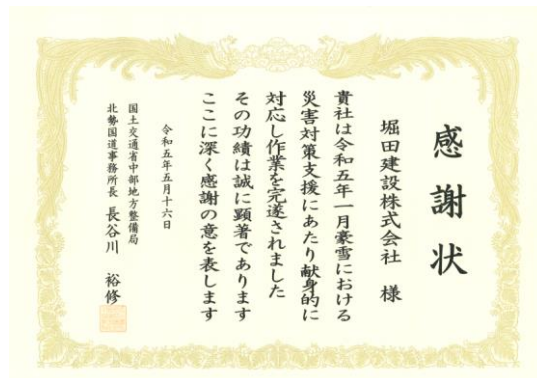 感謝状
堀田建設株式会社 様
貴社は令和五年一月豪雪における
災害対策支援にあたり献身的に
対応し作業を完遂されました
その功績は誠に顕著であります
ここに深く感謝の意を表します
令和五年五月十六日
国土交通省中部地方整備局
北勢国道事務所長 長谷川 裕修